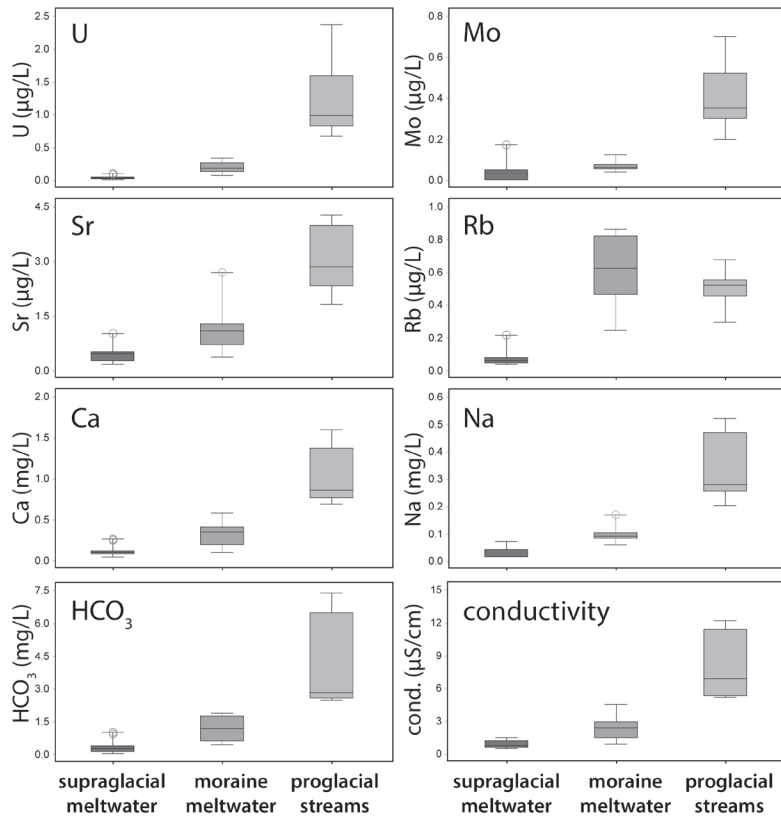 U
U (µg/L)
2.5
2.0
1.5
1.0
0.5
0.0
Mo
Mo (µg/L)
0.8
0.6
0.4
0.2
0.0
Sr
Sr (µg/L)
4.5
3.0
1.5
0.0
Rb
Rb (µg/L)
1.0
0.8
0.6
0.4
0.2
0.0
Ca
Ca (mg/L)
2.0
1.5
1.0
0.5
0.0
Na
Na (mg/L)
0.6
0.5
0.4
0.3
0.2
0.1
0.0
HCO₃
HCO₃ (mg/L)
7.5
6.0
4.5
3.0
1.5
0.0
conductivity
cond. (µS/cm)
15
12
9
6
3
0
supraglacial
meltwater
moraine
meltwater
proglacial
streams
supraglacial
meltwater
moraine
meltwater
proglacial
streams